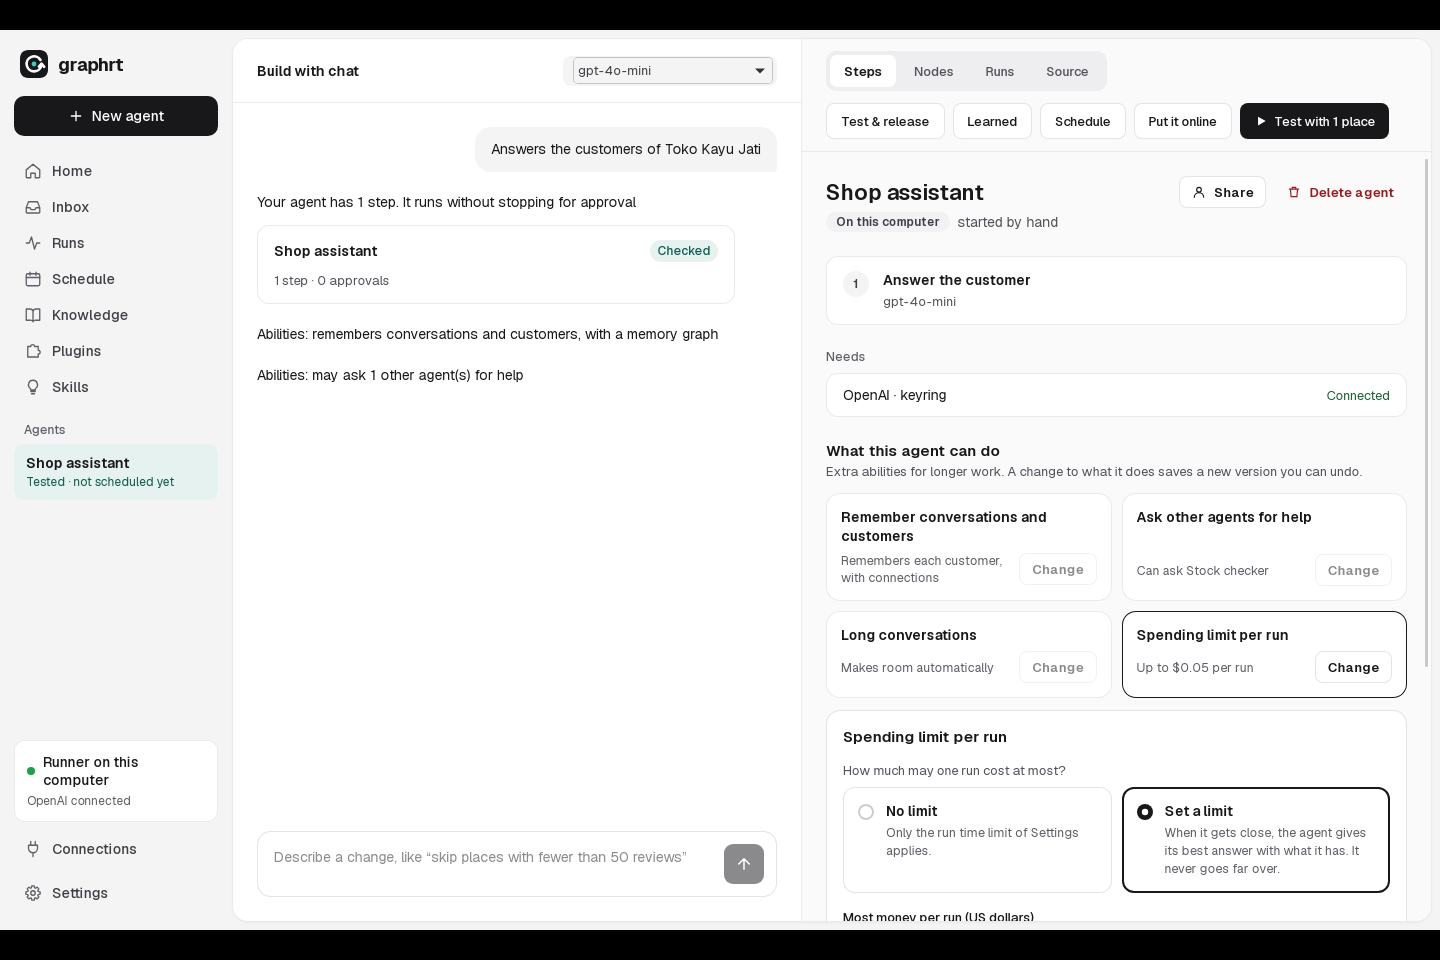 graphrt
New agent
Home
Inbox
Runs
Schedule
Knowledge
Plugins
Skills
Agents
Shop assistant
Tested · not scheduled yet
Runner on this
computer
OpenAI connected
Connections
Settings
Build with chat
gpt-4o-mini
Answers the customers of Toko Kayu Jati
Your agent has 1 step. It runs without stopping for approval
Shop assistant
Checked
1 step · 0 approvals
Abilities: remembers conversations and customers, with a memory graph
Abilities: may ask 1 other agent(s) for help
Describe a change, like “skip places with fewer than 50 reviews”
Steps
Nodes
Runs
Source
Test & release
Learned
Schedule
Put it online
Test with 1 place
Shop assistant
Share
Delete agent
On this computer
started by hand
1
Answer the customer
gpt-4o-mini
Needs
OpenAI · keyring
Connected
What this agent can do
Extra abilities for longer work. A change to what it does saves a new version you can undo.
Remember conversations and
customers
Remembers each customer,
with connections
Change
Ask other agents for help
Can ask Stock checker
Change
Long conversations
Makes room automatically
Change
Spending limit per run
Up to $0.05 per run
Change
Spending limit per run
How much may one run cost at most?
No limit
Only the run time limit of Settings
applies.
Set a limit
When it gets close, the agent gives
its best answer with what it has. It
never goes far over.
Most money per run (US dollars)